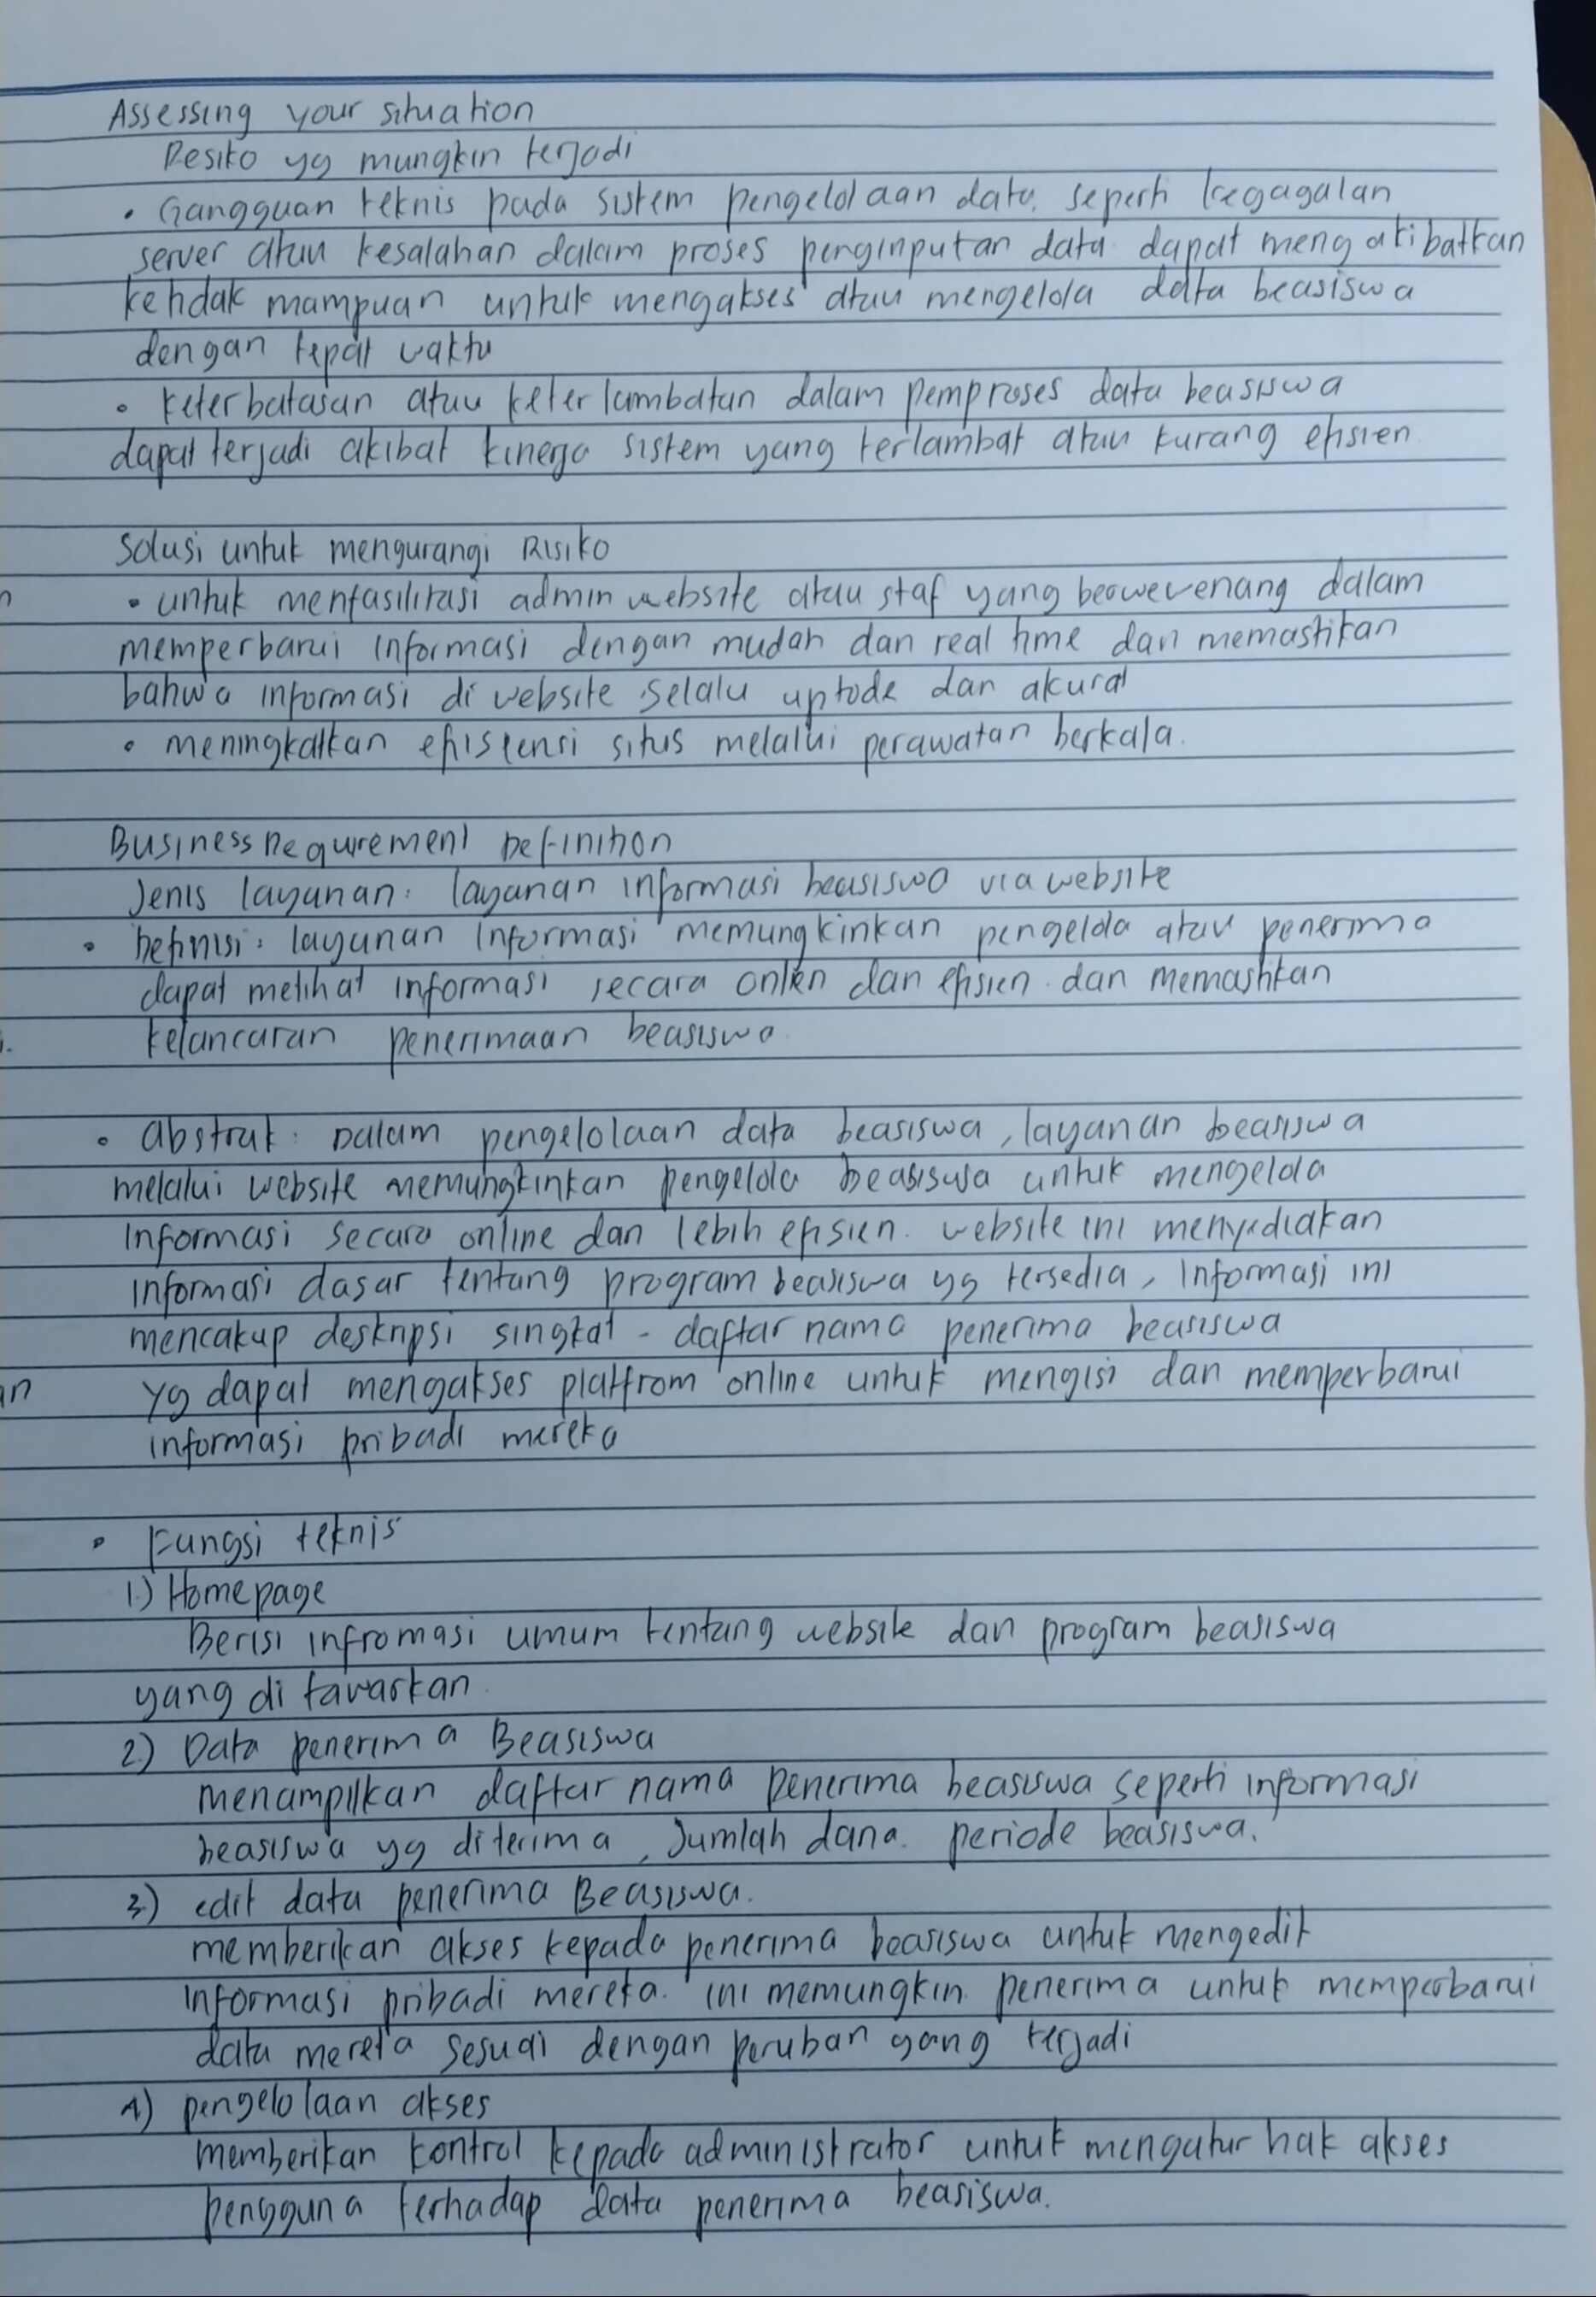 Assessing your situation
Resiko yg mungkin terjadi
• Gangguan teknis pada sistem pengelolaan data, seperti kegagalan
server atau kesalahan dalam proses penginputan data dapat mengakibatkan
ketidak mampuan untuk mengakses atau mengelola data beasiswa
dengan tepat waktu
• keterbatasan atau keterlambatan dalam pemproses data beasiswa
dapat terjadi akibat kinerja sistem yang terlambat atau kurang efisien.
Solusi untuk mengurangi Risiko
n
• untuk menfasilitasi admin website atau staf yang berwevenang dalam
memperbarui informasi dengan mudah dan real time dan memastikan
bahwa informasi di website selalu uptode dan akurat
• meningkatkan efisiensi situs melalui perawatan berkala.
Business Requirement Definition
Jenis layanan : layanan informasi beasiswa via website
• Definisi : layanan informasi memungkinkan pengelola atau penerima
dapat melihat informasi secara onlien dan efisien dan memastikan
kelancaran penerimaan beasiswa.
• abstrak : Dalam pengelolaan data beasiswa, layanan beasiswa
melalui website memungkinkan pengelola beasiswa untuk mengelola
informasi secara online dan lebih efisien. website ini menyediakan
informasi dasar tentang program beasiswa yg tersedia, informasi ini
mencakup deskripsi singkat - daftar nama penerima beasiswa
an
yg dapat mengakses platfrom online untuk mengisi dan memperbarui
informasi pribadi mereka
• Fungsi teknis
1.) Homepage
Berisi infromasi umum tentang website dan program beasiswa
yang di tawarkan.
2) Data penerima Beasiswa
menampilkan daftar nama penerima beasiswa seperti informasi
beasiswa yg diterima, Jumlah dana. periode beasiswa.
3) edit data penerima Beasiswa.
memberikan akses kepada penerima beasiswa untuk mengedit
informasi pribadi mereka. ini memungkin penerima untuk memperbarui
data mereka sesuai dengan peruban yang terjadi
4) pengelolaan akses
memberikan kontrol kepada administrator untuk mengatur hak akses
pengguna terhadap data penerima beasiswa.